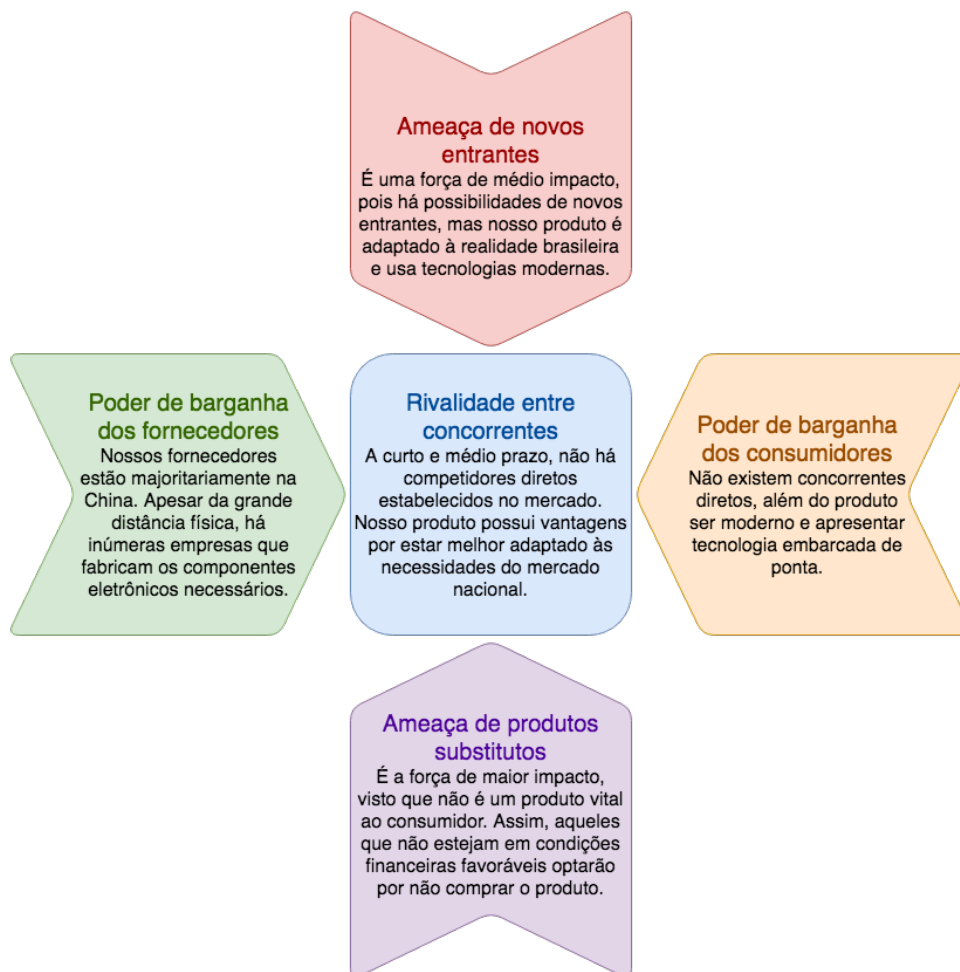 Ameaça de novos
entrantes
É uma força de médio impacto,
pois há possibilidades de novos
entrantes, mas nosso produto é
adaptado à realidade brasileira
e usa tecnologias modernas.
Poder de barganha
dos fornecedores
Nossos fornecedores
estão majoritariamente na
China. Apesar da grande
distância física, há
inúmeras empresas que
fabricam os componentes
eletrônicos necessários.
Rivalidade entre
concorrentes
A curto e médio prazo, não há
competidores diretos
estabelecidos no mercado.
Nosso produto possui vantagens
por estar melhor adaptado às
necessidades do mercado
nacional.
Poder de barganha
dos consumidores
Não existem concorrentes
diretos, além do produto
ser moderno e apresentar
tecnologia embarcada de
ponta.
Ameaça de produtos
substitutos
É a força de maior impacto,
visto que não é um produto vital
ao consumidor. Assim, aqueles
que não estejam em condições
financeiras favoráveis optarão
por não comprar o produto.